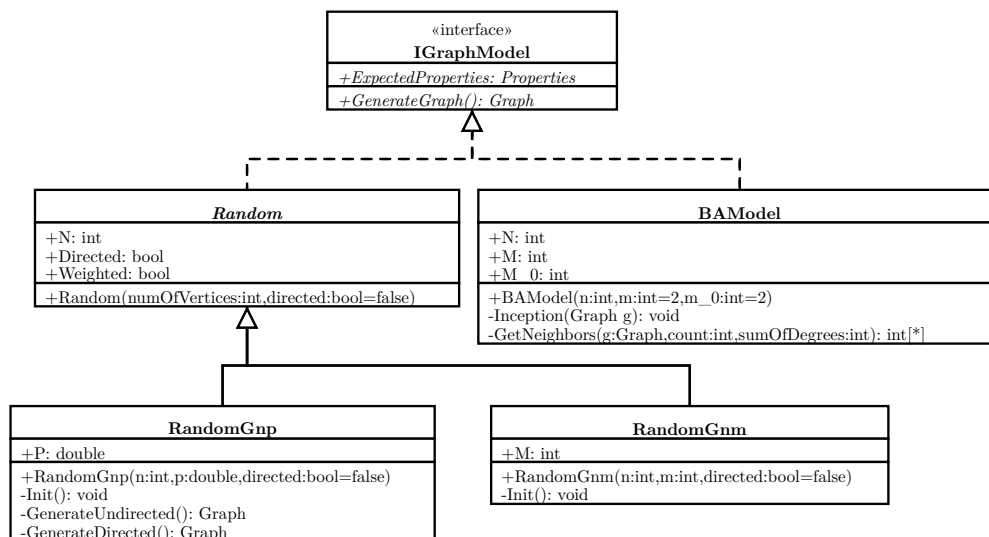 «interface»
IGraphModel
+ExpectedProperties: Properties
+GenerateGraph(): Graph
Random
+N: int
+Directed: bool
+Weighted: bool
+Random(numOfVertices:int,directed:bool=false)
BAModel
+N: int
+M: int
+M_0: int
+BAModel(n:int,m:int=2,m_0:int=2)
-Inception(Graph g): void
-GetNeighbors(g:Graph,count:int,sumOfDegrees:int): int[*]
RandomGnp
+P: double
+RandomGnp(n:int,p:double,directed:bool=false)
-Init(): void
-GenerateUndirected(): Graph
-GenerateDirected(): Graph
RandomGnm
+M: int
+RandomGnm(n:int,m:int,directed:bool=false)
-Init(): void